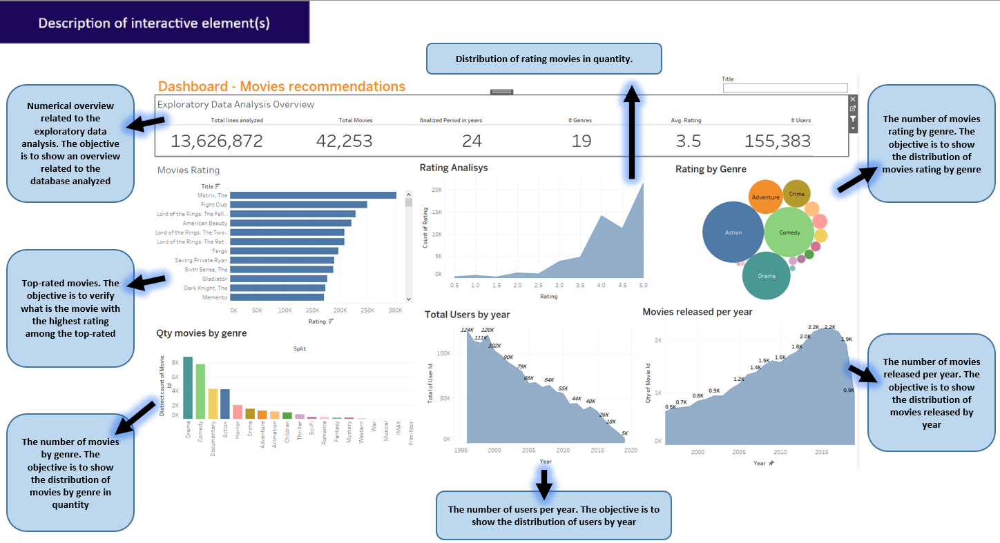 Description of interactive element(s)
Distribution of rating movies in quantity.
Numerical overview
related to the
exploratory data
analysis. The objective
is to show an overview
related to the
database analyzed
Top-rated movies. The
objective is to verify
what is the movie with
the highest rating
among the top-rated
The number of movies
by genre. The
objective is to show
the distribution of
movies by genre in
quantity
Dashboard - Movies recommendations
Title
Exploratory Data Analysis Overview
Total lines analyzed
Total Movies
Analized Period in years
# Genres
Avg. Rating
# Users
13,626,872
42,253
24
19
3.5
155,383
Movies Rating
Title
Matrix, The
Fight Club
Lord of the Rings: The Fell..
American Beauty
Lord of the Rings: The Two..
Lord of the Rings: The Ret..
Fargo
Saving Private Ryan
Sixth Sense, The
Gladiator
Dark Knight, The
Memento
0K 50K 100K 150K 200K 250K 300K
Rating
Rating Analisys
Count of Rating
20K
15K
10K
5K
0K
0.5 1.0 1.5 2.0 2.5 3.0 3.5 4.0 4.5 5.0
Rating
Rating by Genre
Adventure
Crime
Action
Comedy
Drama
Qty movies by genre
Split
Distinct count of Movie
Id
8K
6K
4K
2K
0K
Drama
Comedy
Documentary
Action
Horror
Crime
Adventure
Animation
Children
Thriller
Sci-Fi
Romance
Fantasy
Mystery
Western
War
Musical
IMAX
Film-Noir
Total Users by year
Total of User Id
100K
50K
0K
124K
111K
120K
102K
90K
79K
66K
64K
55K
44K
40K
26K
18K
5K
1995 2000 2005 2010 2015 2020
Year
Movies released per year
Qty of Movie Id
2K
1K
0K
0.6K
0.7K
0.8K
0.9K
1.2K
1.4K
1.5K
1.6K
1.8K
2.0K
2.2K
2.2K
1.9K
0.9K
2000 2005 2010 2015
Year
The number of movies
rating by genre. The
objective is to show
the distribution of
movies rating by genre
The number of movies
released per year. The
objective is to show
the distribution of
movies released by
year
The number of users per year. The objective is to
show the distribution of users by year